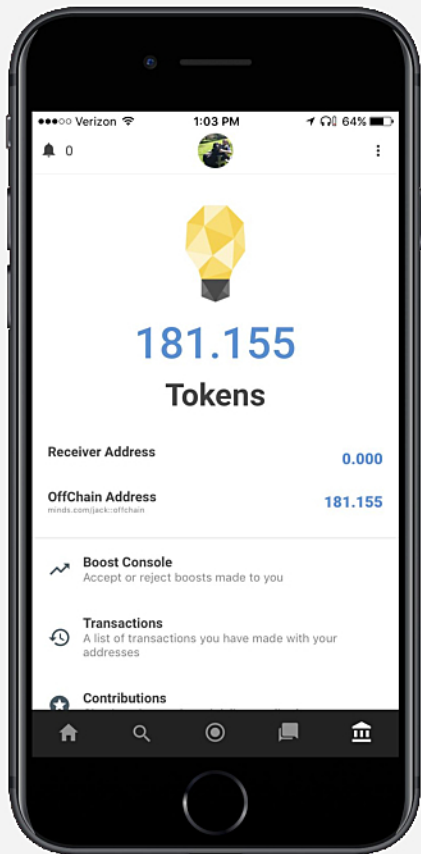 Verizon 1:03 PM 64%
0
181.155
Tokens
Receiver Address 0.000
OffChain Address 181.155
minds.com/jack::offchain
Boost Console
Accept or reject boosts made to you
Transactions
A list of transactions you have made with your
addresses
Contributions